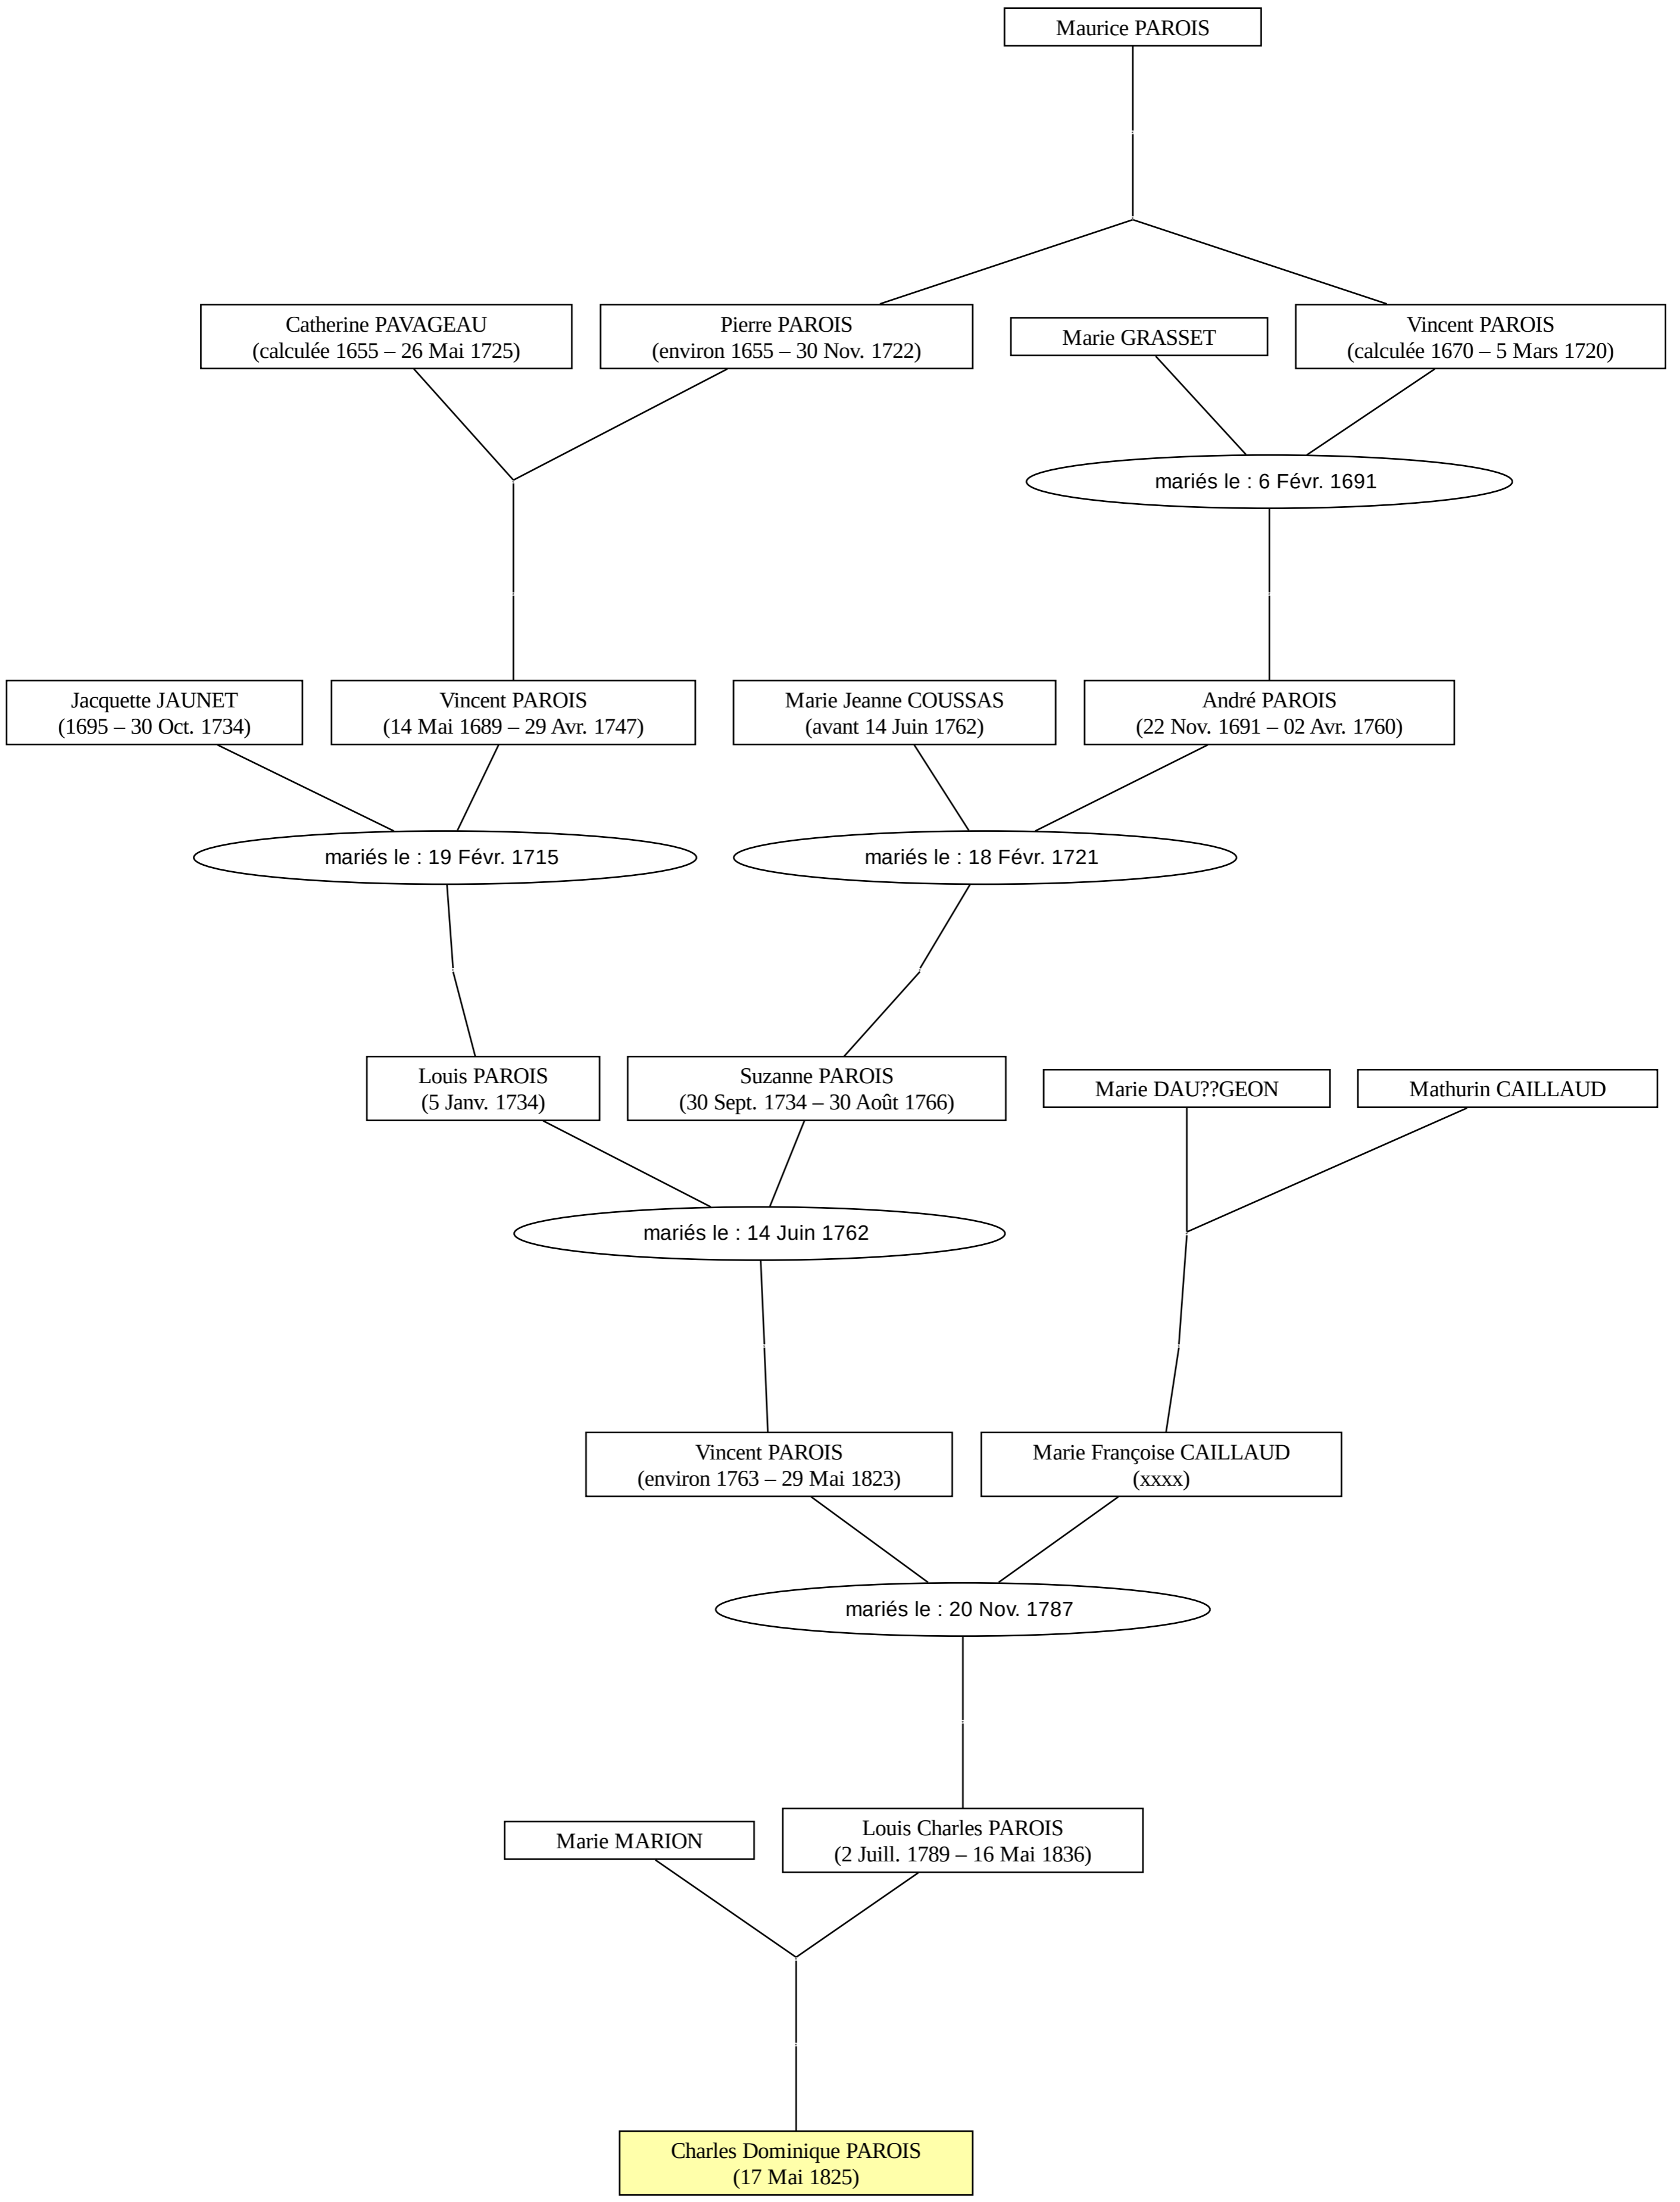 Maurice PAROIS
Catherine PAVAGEAU
(calculée 1655 – 26 Mai 1725)
Pierre PAROIS
(environ 1655 – 30 Nov. 1722)
Marie GRASSET
Vincent PAROIS
(calculée 1670 – 5 Mars 1720)
mariés le : 6 Févr. 1691
Jacquette JAUNET
(1695 – 30 Oct. 1734)
Vincent PAROIS
(14 Mai 1689 – 29 Avr. 1747)
Marie Jeanne COUSSAS
(avant 14 Juin 1762)
André PAROIS
(22 Nov. 1691 – 02 Avr. 1760)
mariés le : 19 Févr. 1715
mariés le : 18 Févr. 1721
Louis PAROIS
(5 Janv. 1734)
Suzanne PAROIS
(30 Sept. 1734 – 30 Août 1766)
Marie DAU??GEON
Mathurin CAILLAUD
mariés le : 14 Juin 1762
Vincent PAROIS
(environ 1763 – 29 Mai 1823)
Marie Françoise CAILLAUD
(xxxx)
mariés le : 20 Nov. 1787
Marie MARION
Louis Charles PAROIS
(2 Juill. 1789 – 16 Mai 1836)
Charles Dominique PAROIS
(17 Mai 1825)